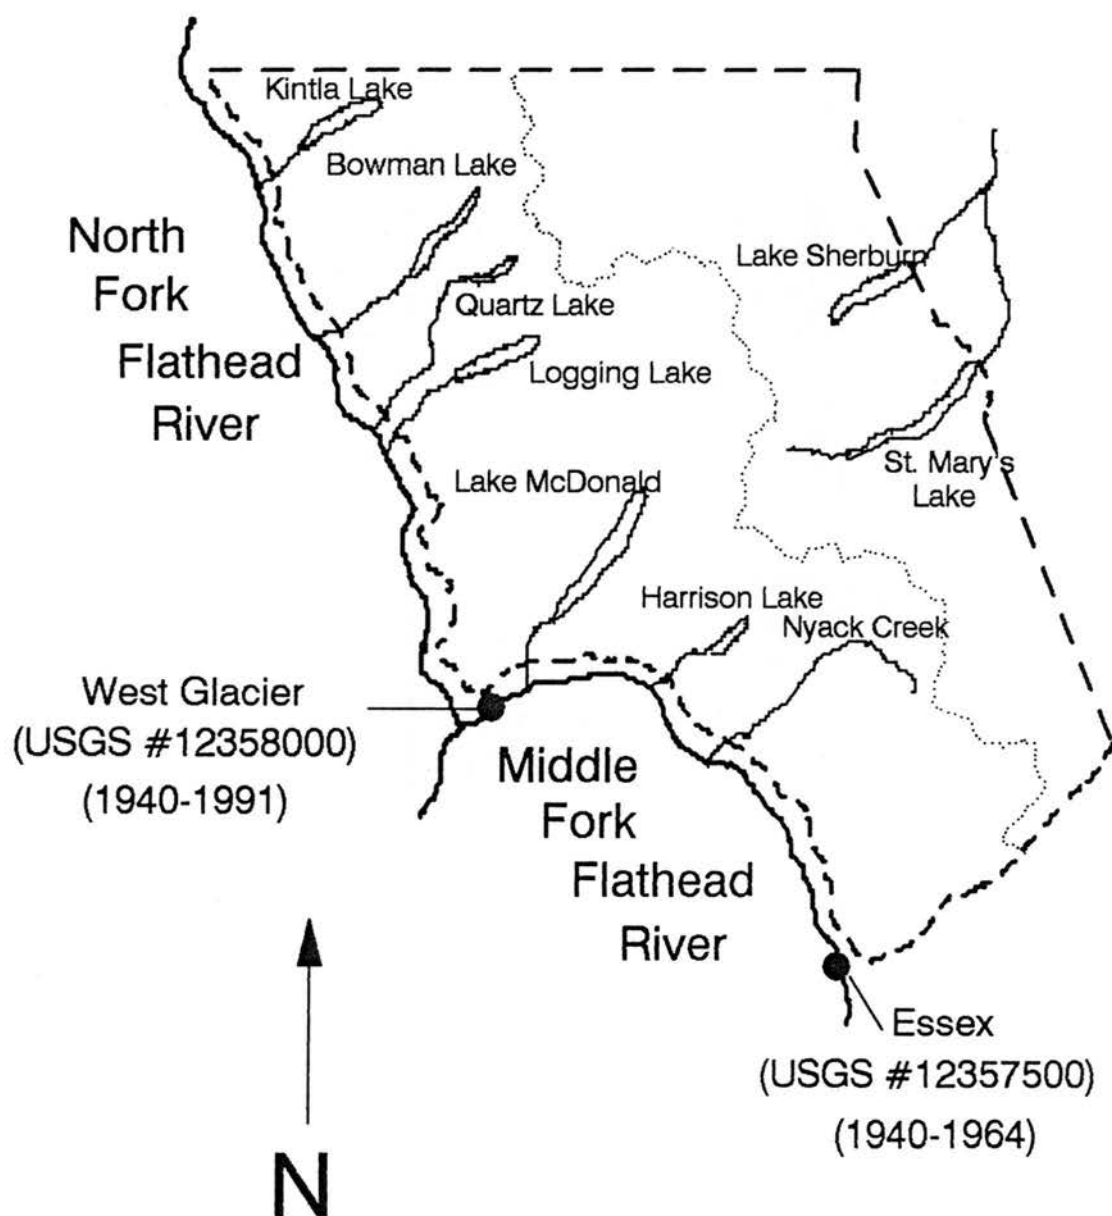 Kintla Lake
Bowman Lake
North
Fork
Flathead
River
Quartz Lake
Logging Lake
Lake Sherburn
St. Mary's
Lake
Lake McDonald
Harrison Lake
Nyack Creek
West Glacier
(USGS #12358000)
(1940-1991)
Middle
Fork
Flathead
River
Essex
(USGS #12357500)
(1940-1964)
N